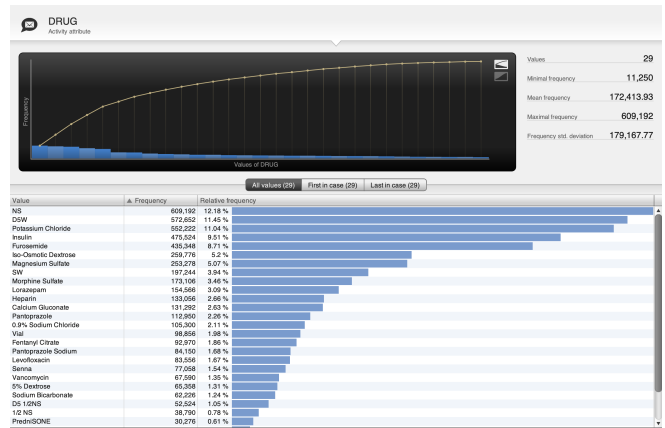 DRUG
Activity attribute
Frequency
Values of DRUG
Values 29
Minimal frequency 11,250
Mean frequency 172,413.93
Maximal frequency 609,192
Frequency std. deviation 179,167.77
All values (29) First in case (29) Last in case (29)
Value ▲ Frequency Relative frequency
NS 609,192 12.18 %
D5W 572,652 11.45 %
Potassium Chloride 552,222 11.04 %
Insulin 475,524 9.51 %
Furosemide 435,348 8.71 %
Iso-Osmotic Dextrose 259,776 5.2 %
Magnesium Sulfate 253,278 5.07 %
SW 197,244 3.94 %
Morphine Sulfate 173,106 3.46 %
Lorazepam 154,566 3.09 %
Heparin 133,056 2.66 %
Calcium Gluconate 131,292 2.63 %
Pantoprazole 112,950 2.26 %
0.9% Sodium Chloride 105,300 2.11 %
Vial 98,856 1.98 %
Fentanyl Citrate 92,970 1.86 %
Pantoprazole Sodium 84,150 1.68 %
Levofloxacin 83,556 1.67 %
Senna 77,058 1.54 %
Vancomycin 67,590 1.35 %
5% Dextrose 65,358 1.31 %
Sodium Bicarbonate 62,226 1.24 %
D5 1/2NS 52,524 1.05 %
1/2 NS 38,790 0.78 %
PredniSONE 30,276 0.61 %